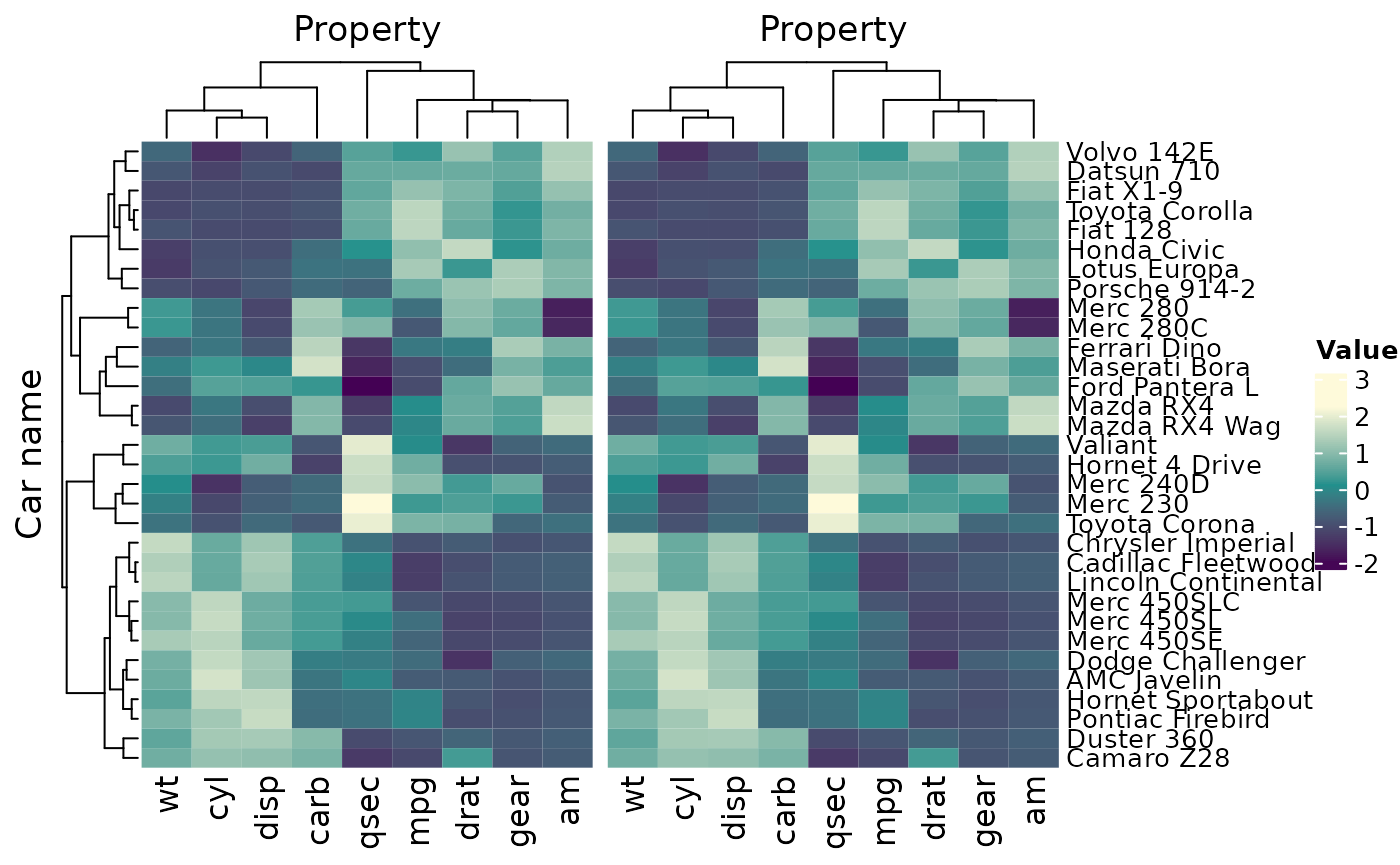 Property Property
Car name
Volvo 142E
Datsun 710
Fiat X1-9
Toyota Corolla
Fiat 128
Honda Civic
Lotus Europa
Porsche 914-2
Merc 280
Merc 280C
Ferrari Dino
Maserati Bora
Ford Pantera L
Mazda RX4
Mazda RX4 Wag
Valiant
Hornet 4 Drive
Merc 240D
Merc 230
Toyota Corona
Chrysler Imperial
Cadillac Fleetwood
Lincoln Continental
Merc 450SLC
Merc 450SL
Merc 450SE
Dodge Challenger
AMC Javelin
Hornet Sportabout
Pontiac Firebird
Duster 360
Camaro Z28
Value
3
2
1
0
-1
-2
wt cyl disp carb qsec mpg drat gear am wt cyl disp carb qsec mpg drat gear am